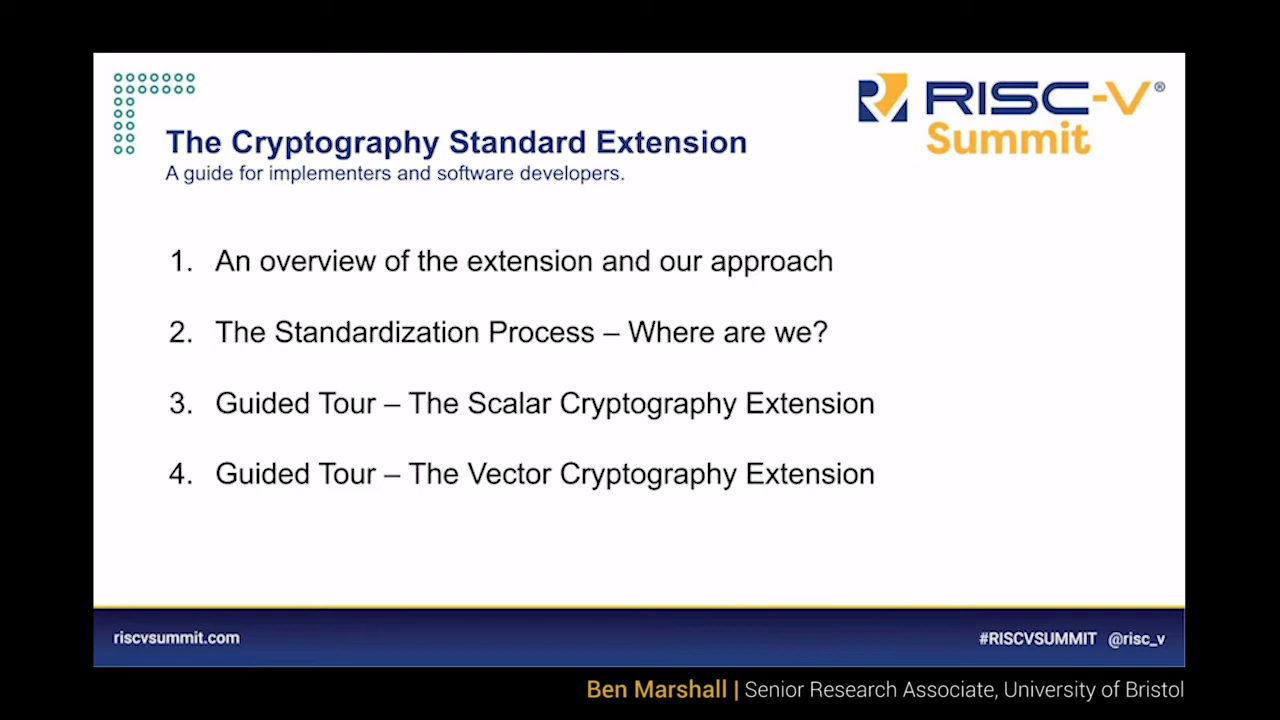 RISC-V®
Summit
The Cryptography Standard Extension
A guide for implementers and software developers.
1. An overview of the extension and our approach
2. The Standardization Process – Where are we?
3. Guided Tour – The Scalar Cryptography Extension
4. Guided Tour – The Vector Cryptography Extension
riscvsummit.com #RISCVSUMMIT @risc_v
Ben Marshall | Senior Research Associate, University of Bristol